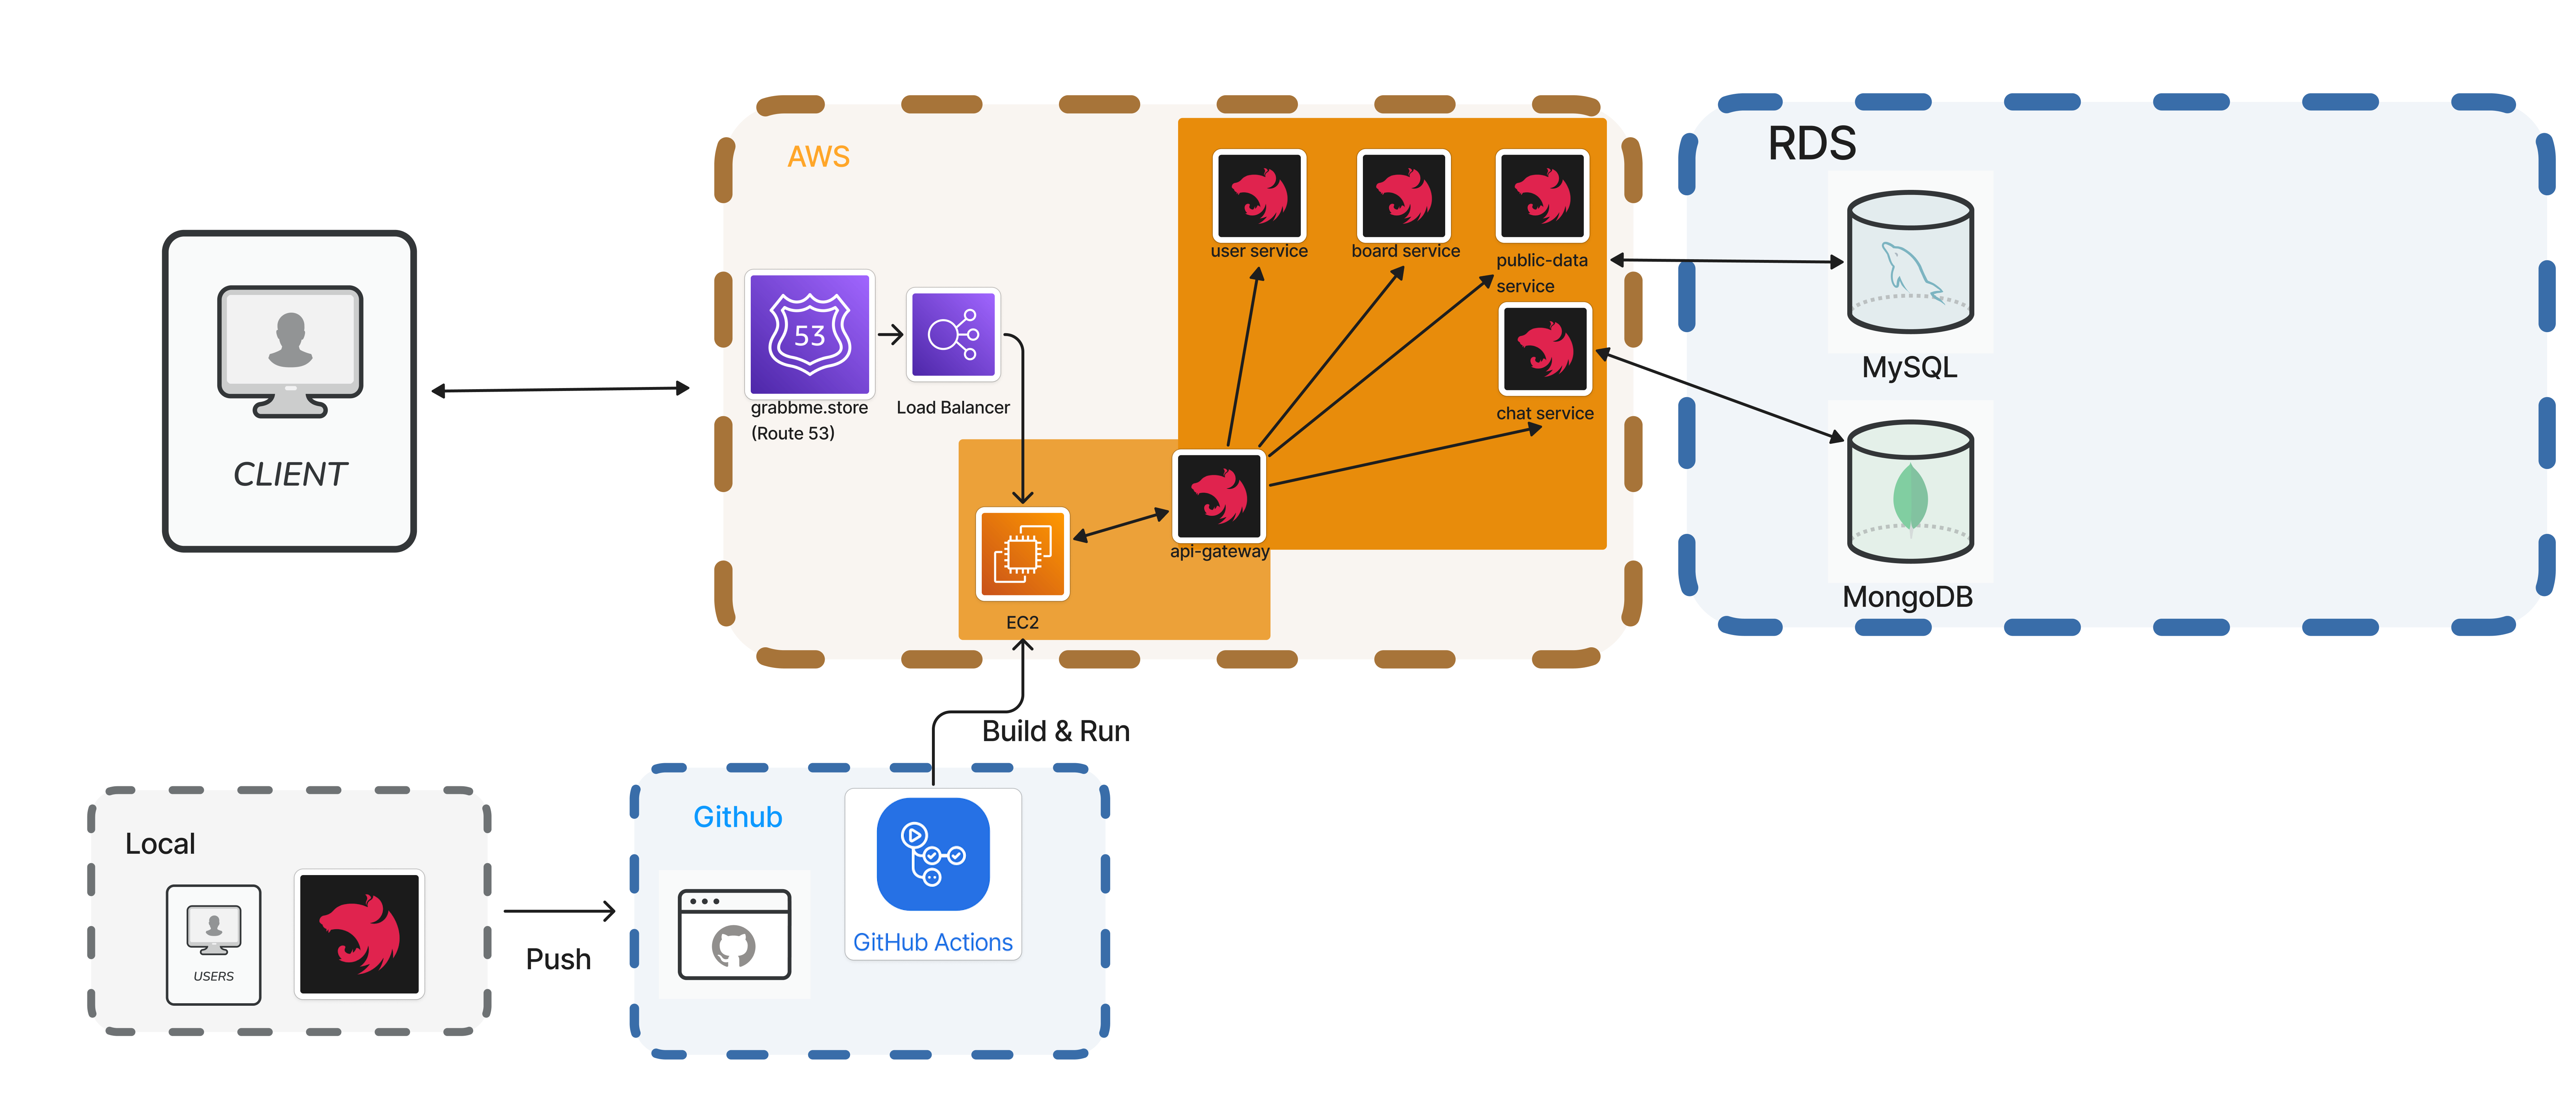 AWS
RDS
user service
board service
public-data
service
53
grabbme.store
(Route 53)
Load Balancer
chat service
MySQL
CLIENT
api-gateway
EC2
MongoDB
Build & Run
Local
USERS
Push
Github
GitHub Actions